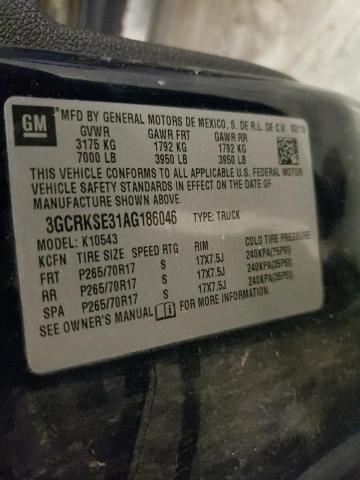 GM
MFD BY GENERAL MOTORS DE MEXICO, S. DE R.L. DE C.V. 02/10
GVWR GAWR FRT GAWR RR
3175 KG 1792 KG 1792 KG
7000 LB 3950 LB 3950 LB
THIS VEHICLE CONFORMS TO ALL APPLICABLE U.S. FEDERAL MOTOR
VEHICLE SAFETY STANDARDS IN EFFECT ON THE DATE OF
MANUFACTURE SHOWN ABOVE.
3GCRKSE31AG186046 TYPE: TRUCK
MODEL: K10543
KCFN TIRE SIZE SPEED RTG RIM COLD TIRE PRESSURE
FRT P265/70R17 S 17X7.5J 240KPA(35PSI)
RR P265/70R17 S 17X7.5J 240KPA(35PSI)
SPA P265/70R17 S 17X7.5J 240KPA(35PSI)
SEE OWNER'S MANUAL FOR MORE INFORMATION.